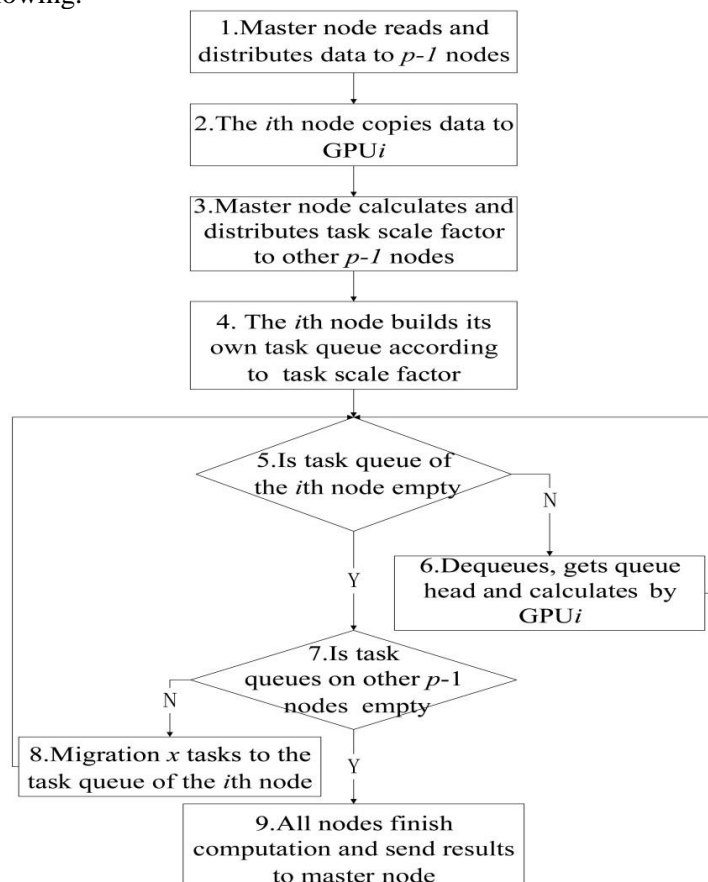 1.Master node reads and
distributes data to p-1 nodes
2.The ith node copies data to
GPUi
3.Master node calculates and
distributes task scale factor
to other p-1 nodes
4. The ith node builds its
own task queue according
to task scale factor
5.Is task queue of
the ith node empty
N
6.Dequeues, gets queue
head and calculates by
GPUi
Y
7.Is task
queues on other p-1
nodes empty
N
8.Migration x tasks to the
task queue of the ith node
Y
9.All nodes finish
computation and send results
to master node